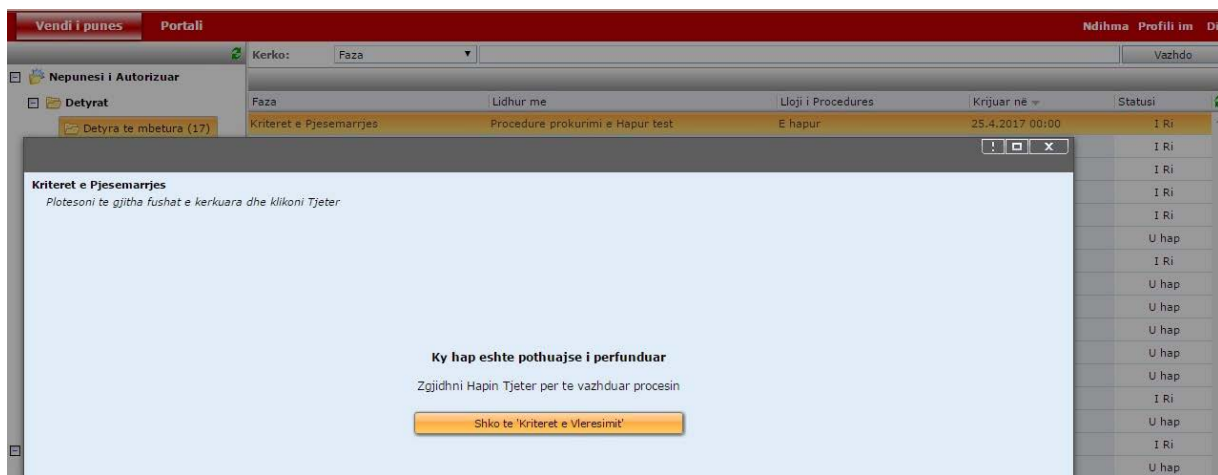 Vendi i punes Portali Ndihma Profili im Di
Kerko: Faza Vazhdo
Nepunesi i Autorizuar
Detyrat Faza Lidhur me Lloji i Procedures Krijuar në Statusi
Detyra te mbetura (17) Kriteret e Pjesemarrjes Procedure prokurimi e Hapur test E hapur 25.4.2017 00:00 I Ri
I Ri
I Ri
Kriteret e Pjesemarrjes I Ri
Plotesoni te gjitha fushat e kerkuara dhe klikoni Tjeter
I Ri
U hap
I Ri
U hap
U hap
U hap
Ky hap eshte pothuajse i perfunduar U hap
Zgjidhni Hapin Tjeter per te vazhduar procesin U hap
I Ri
Shko te 'Kriteret e Vleresimit' U hap
I Ri
U hap